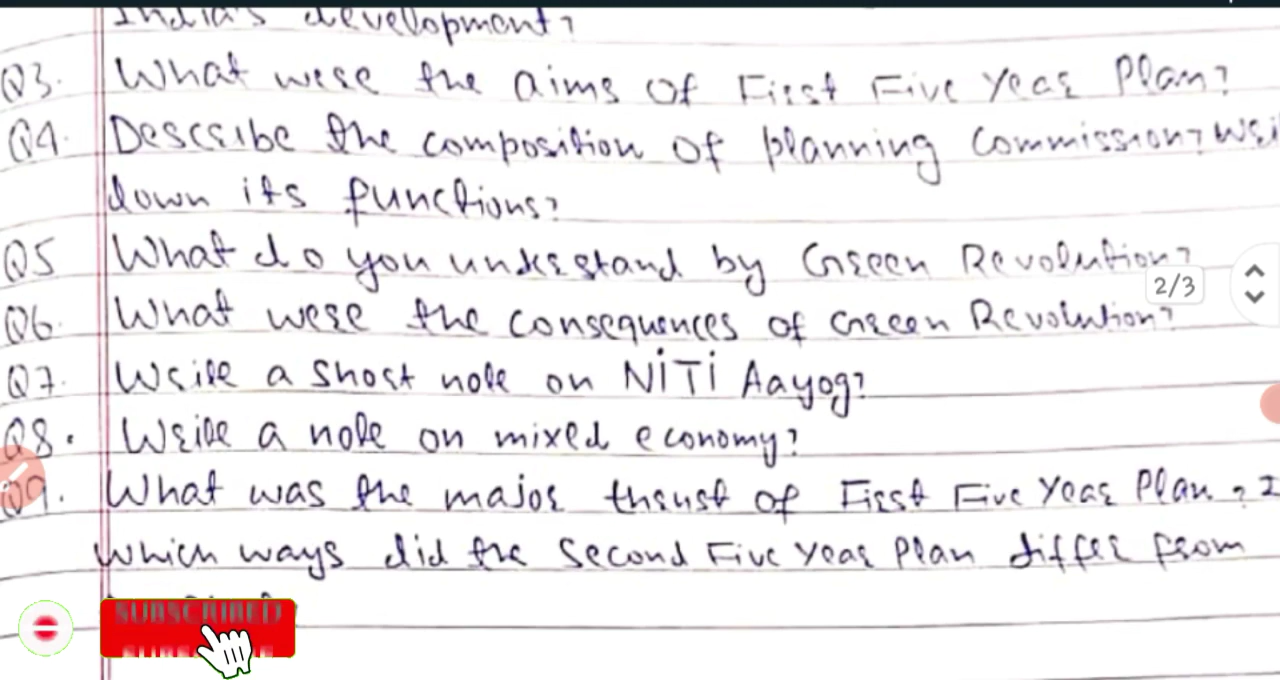 India's development?
Q3. What were the aims of First Five Year Plan?
Q4. Describe the composition of planning Commission?
down its functions?
Q5 What do you understand by Green Revolution?
2/3
Q6. What were the consequences of Green Revolution?
Q7. Write a short note on NiTi Aayog?
Q8. Write a note on mixed economy?
Q9. What was the major thrust of First Five Year Plan?
which ways did the Second Five Year Plan differ from
SUBSCRIBED